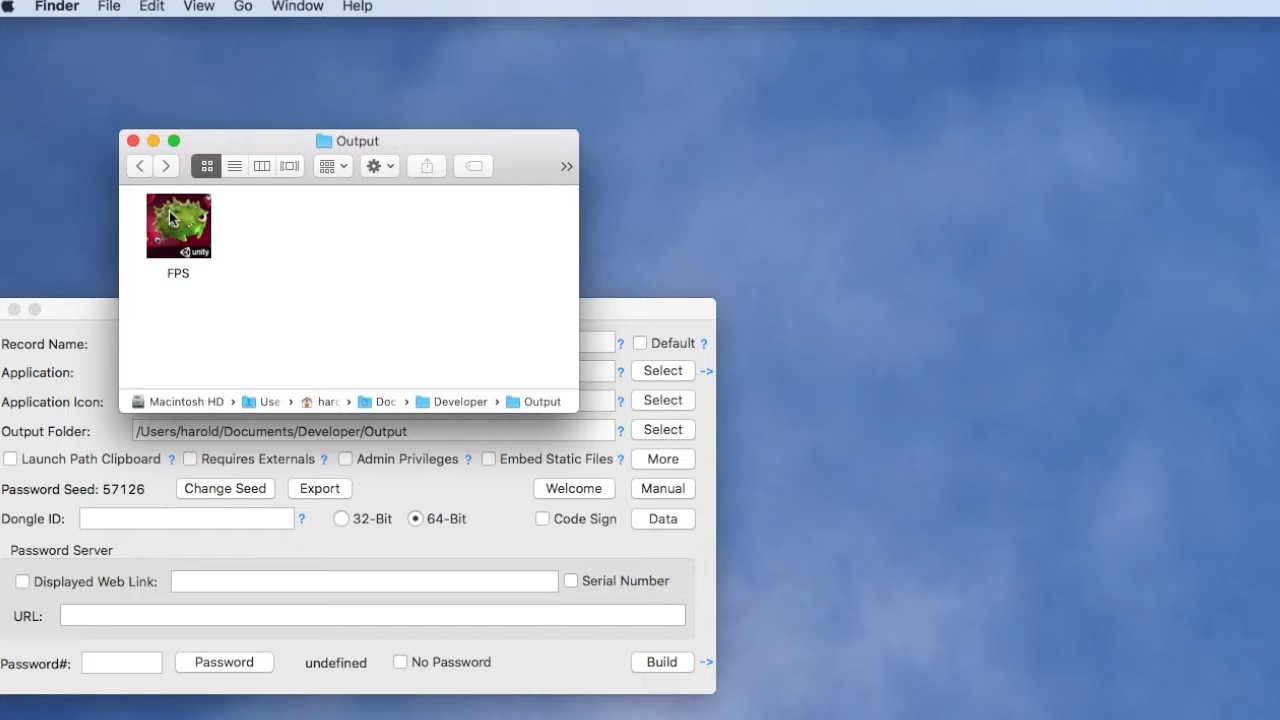 Finder File Edit View Go Window Help
Output
unity
FPS
Macintosh HD › Use › harc › Doc › Developer › Output
Record Name: ? Default ?
Application: ? Select ->
Application Icon: ? Select
Output Folder: /Users/harold/Documents/Developer/Output ? Select
Launch Path Clipboard ? Requires Externals ? Admin Privileges ? Embed Static Files ? More
Password Seed: 57126 Change Seed Export Welcome Manual
Dongle ID: ? 32-Bit 64-Bit Code Sign Data
Password Server
Displayed Web Link: Serial Number
URL:
Password#: Password undefined No Password Build ->